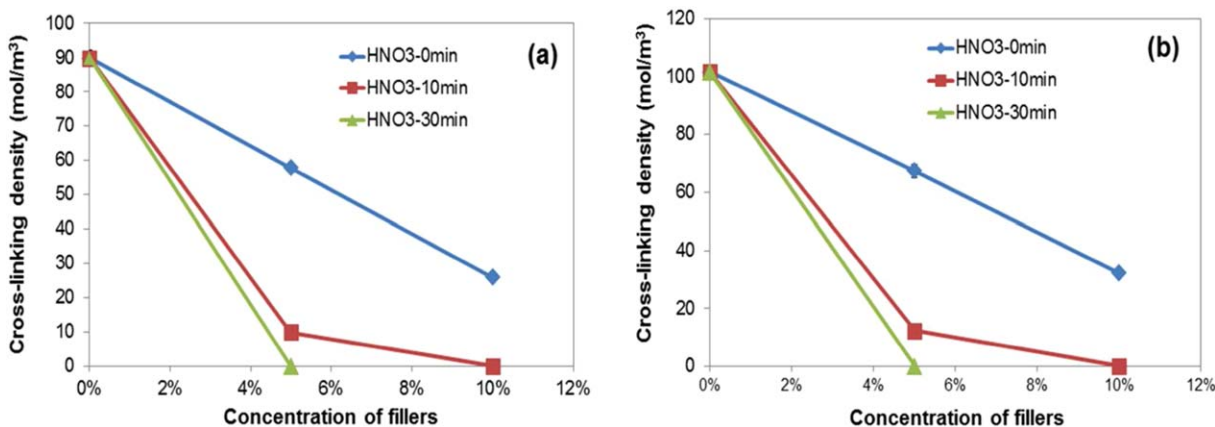 (a)
Cross-linking density (mol/m³)
100
90
80
70
60
50
40
30
20
10
0
HNO3-0min
HNO3-10min
HNO3-30min
0% 2% 4% 6% 8% 10% 12%
Concentration of fillers
(b)
Cross-linking density (mol/m³)
120
100
80
60
40
20
0
HNO3-0min
HNO3-10min
HNO3-30min
0% 2% 4% 6% 8% 10% 12%
Concentration of fillers